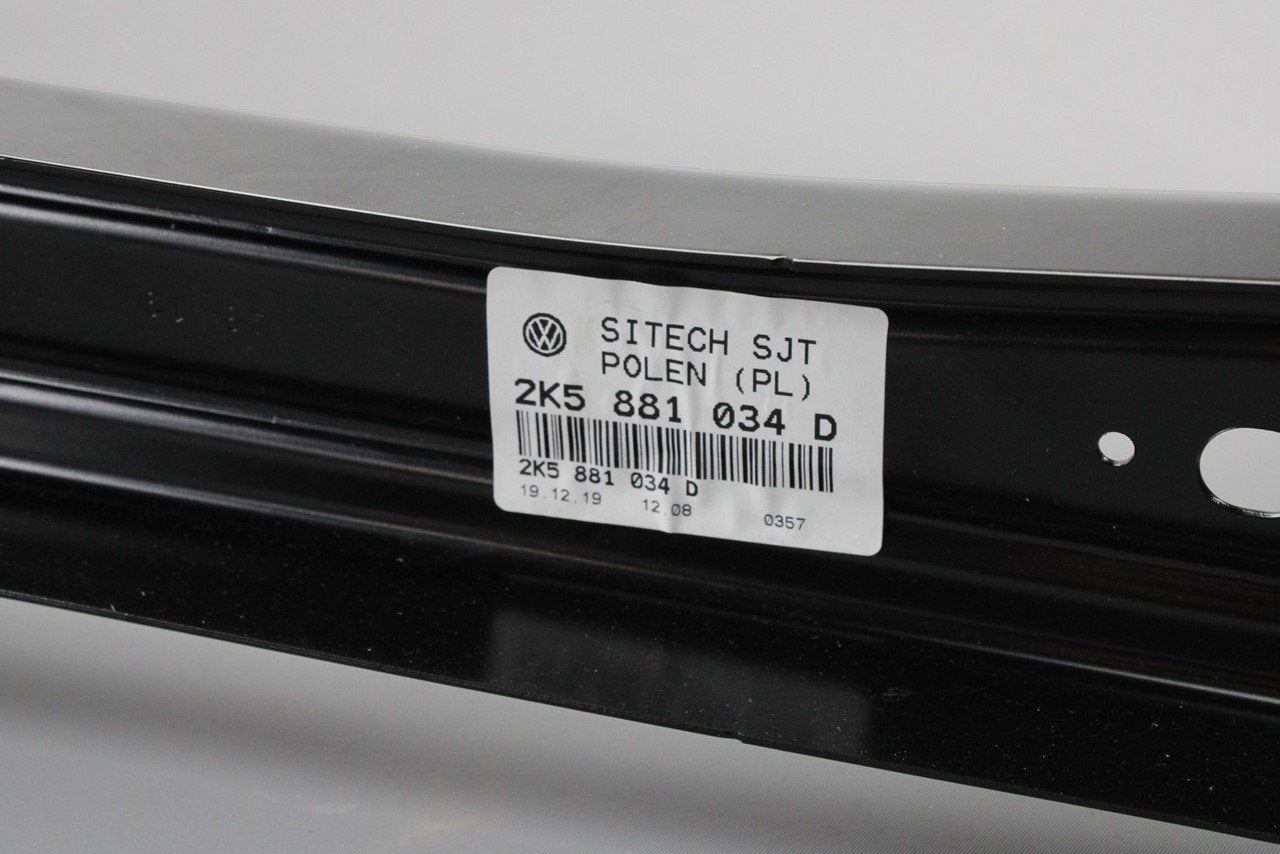 SITECH SJT
POLEN (PL)
2K5 881 034 D
2K5 881 034 D
19.12.19 12.08 0357